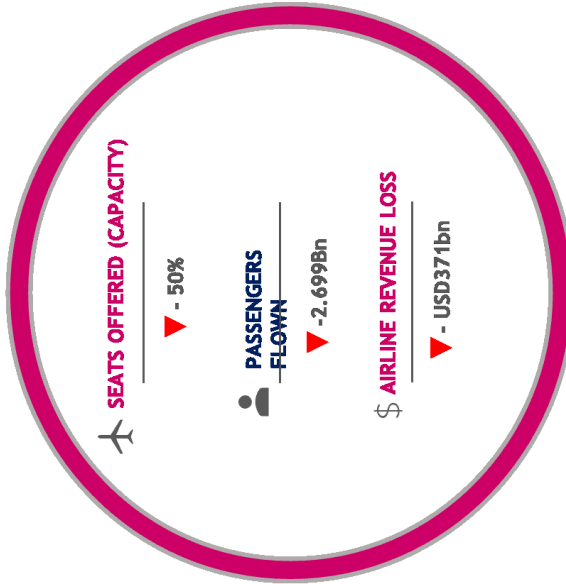 SEATS OFFERED (CAPACITY)
- 50%
PASSENGERS
FLOWN
-2.699Bn
$ AIRLINE REVENUE LOSS
- USD371bn